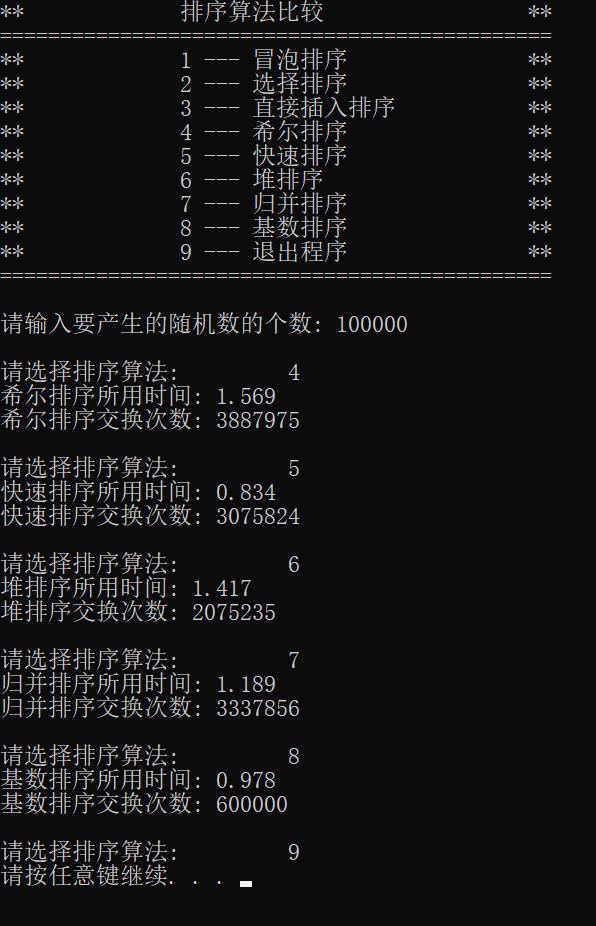 ** 排序算法比较 **
==============================================
** 1 --- 冒泡排序 **
** 2 --- 选择排序 **
** 3 --- 直接插入排序 **
** 4 --- 希尔排序 **
** 5 --- 快速排序 **
** 6 --- 堆排序 **
** 7 --- 归并排序 **
** 8 --- 基数排序 **
** 9 --- 退出程序 **
==============================================
请输入要产生的随机数的个数: 100000
请选择排序算法: 4
希尔排序所用时间: 1.569
希尔排序交换次数: 3887975
请选择排序算法: 5
快速排序所用时间: 0.834
快速排序交换次数: 3075824
请选择排序算法: 6
堆排序所用时间: 1.417
堆排序交换次数: 2075235
请选择排序算法: 7
归并排序所用时间: 1.189
归并排序交换次数: 3337856
请选择排序算法: 8
基数排序所用时间: 0.978
基数排序交换次数: 600000
请选择排序算法: 9
请按任意键继续. . .